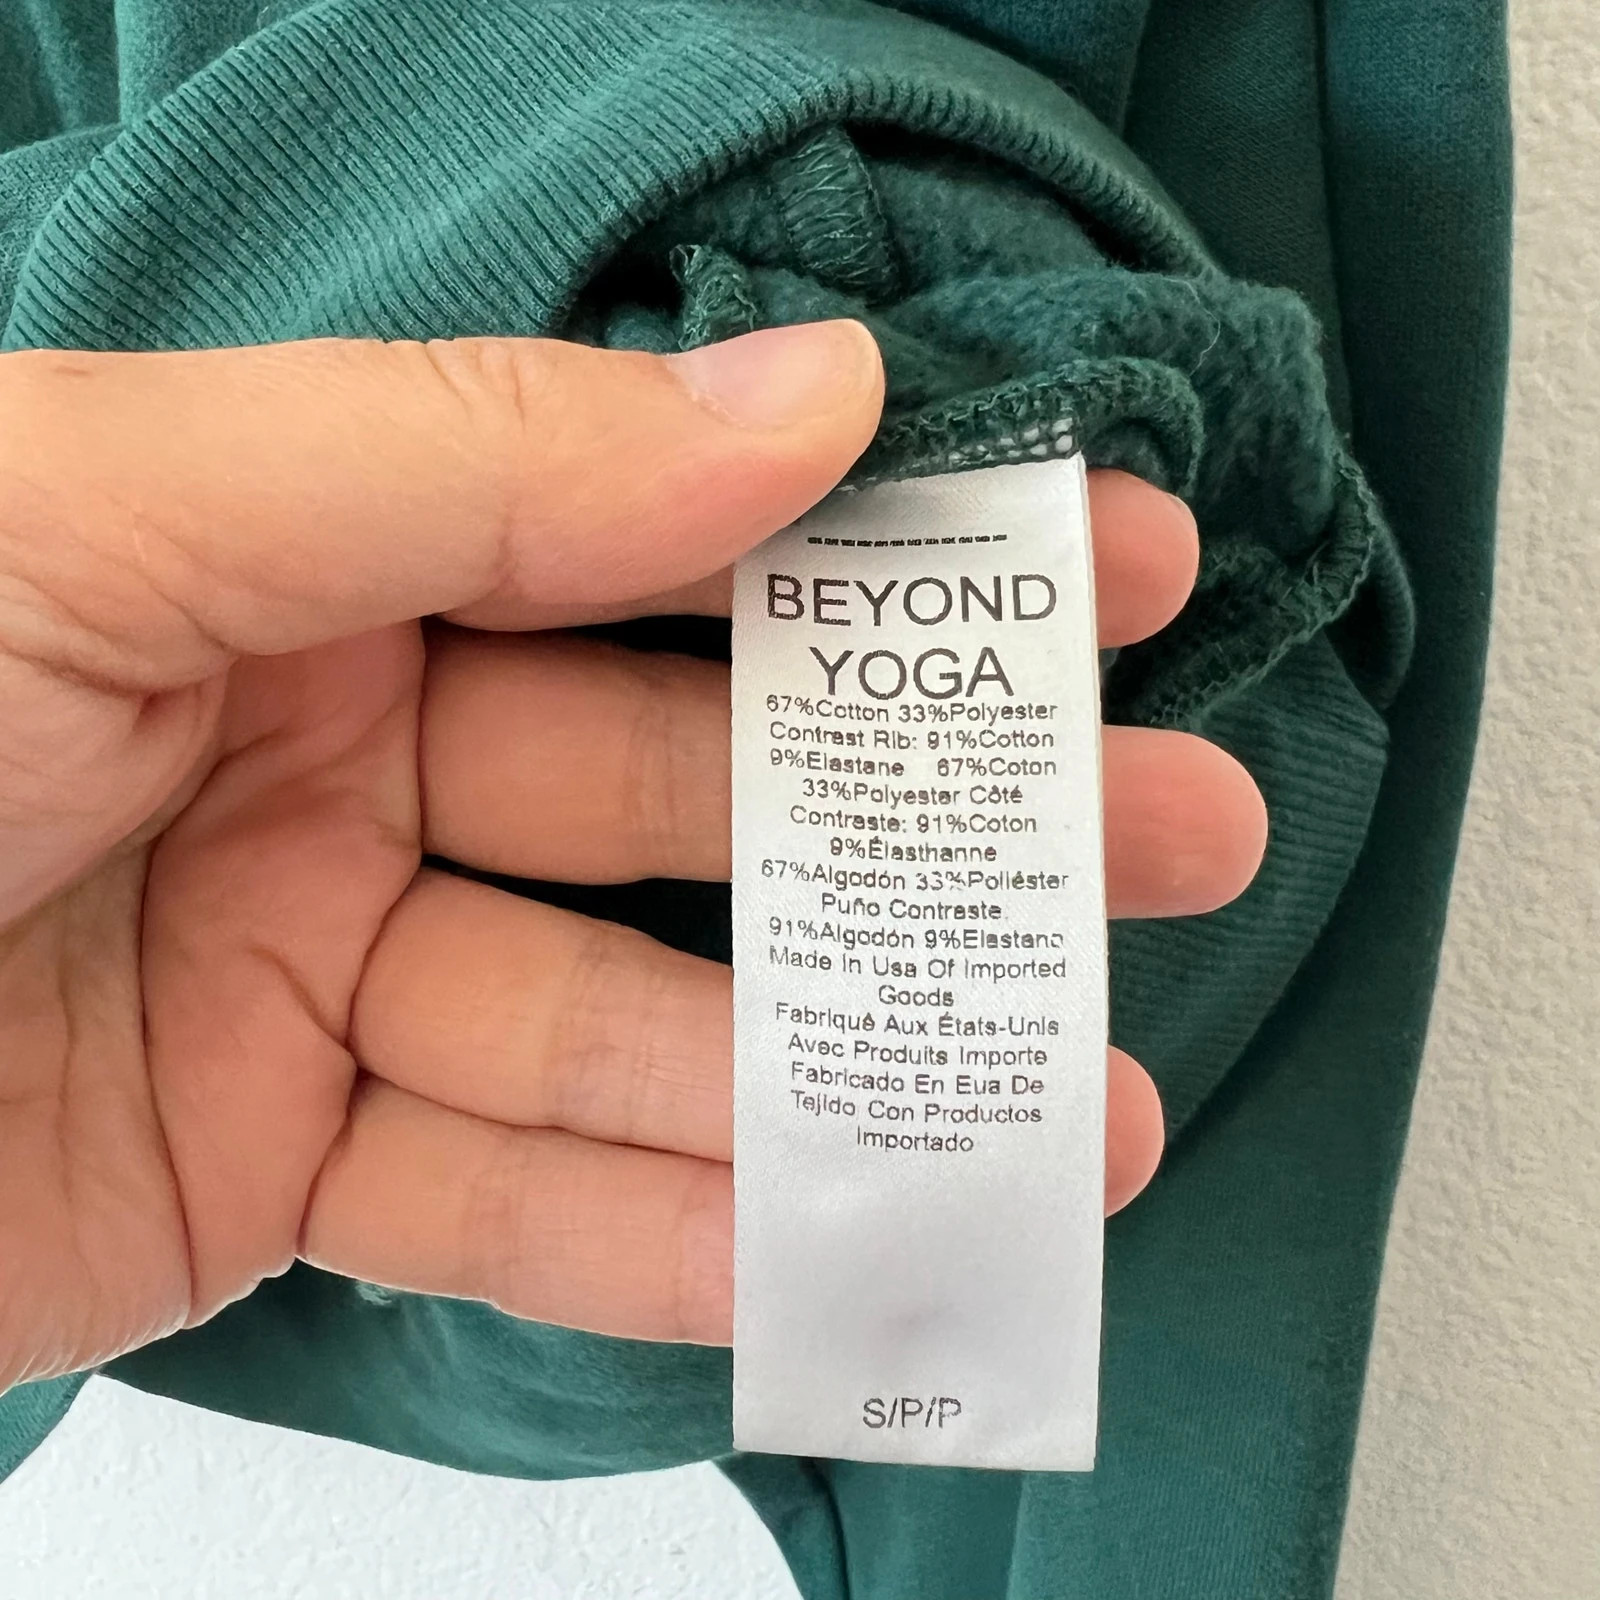 BEYOND
YOGA
67%Cotton 33%Polyester
Contrast Rib: 91%Cotton
9%Elastane 67%Coton
33%Polyester Côté
Contraste: 91%Coton
9%Élasthanne
67%Algodón 33%Poliéster
Puño Contraste:
91%Algodón 9%Elastano
Made In Usa Of Imported
Goods
Fabriqué Aux États-Unis
Avec Produits Importe
Fabricado En Eua De
Tejido Con Productos
Importado
S/P/P